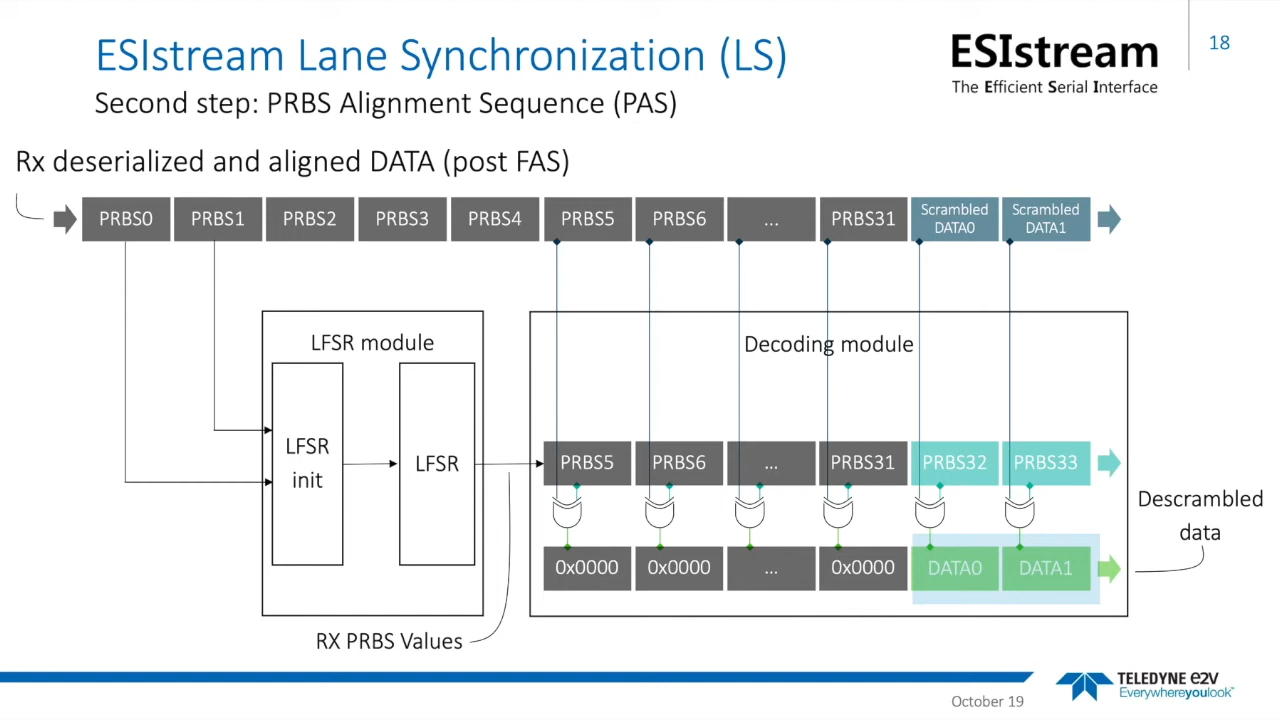 ESIstream Lane Synchronization (LS)
Second step: PRBS Alignment Sequence (PAS)
ESIstream
The Efficient Serial Interface
18
Rx deserialized and aligned DATA (post FAS)
PRBS0 PRBS1 PRBS2 PRBS3 PRBS4 PRBS5 PRBS6 ... PRBS31 Scrambled DATA0 Scrambled DATA1
LFSR module
LFSR
init
LFSR
Decoding module
PRBS5 PRBS6 ... PRBS31 PRBS32 PRBS33
0x0000 0x0000 ... 0x0000 DATA0 DATA1
Descrambled
data
RX PRBS Values
October 19
TELEDYNE e2v
Everywhereyoulook™